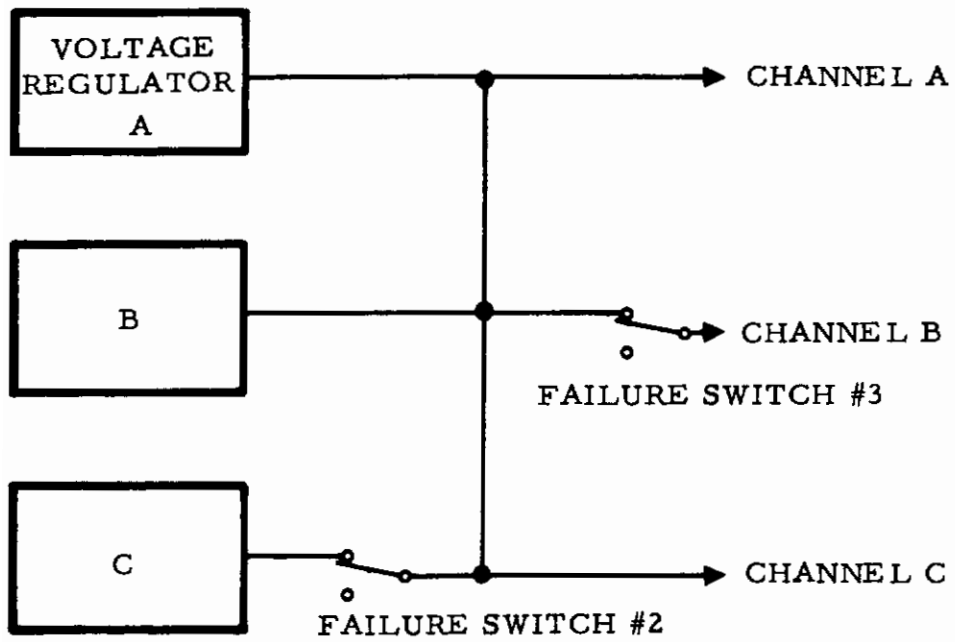 VOLTAGE
REGULATOR
A
CHANNEL A
B
CHANNEL B
FAILURE SWITCH #3
C
CHANNEL C
FAILURE SWITCH #2